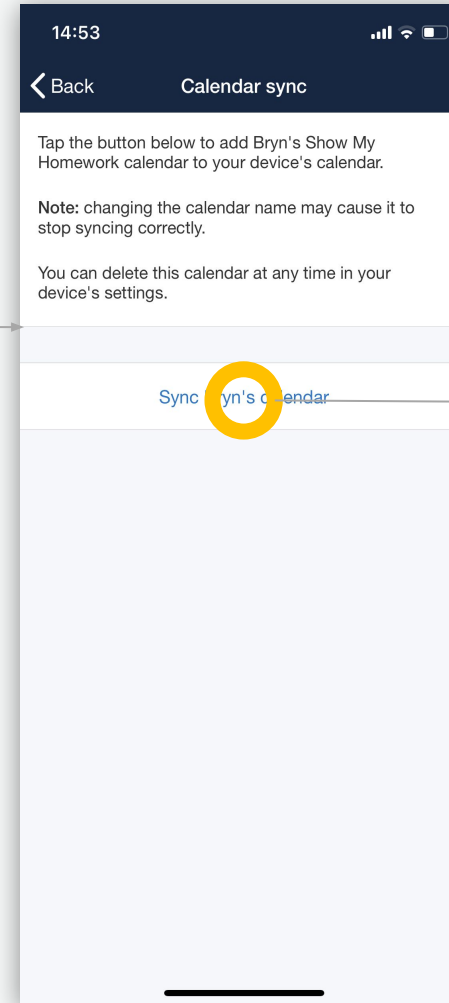 14:53
Back Calendar sync
Tap the button below to add Bryn's Show My
Homework calendar to your device's calendar.
Note: changing the calendar name may cause it to
stop syncing correctly.
You can delete this calendar at any time in your
device's settings.
Sync Bryn's calendar